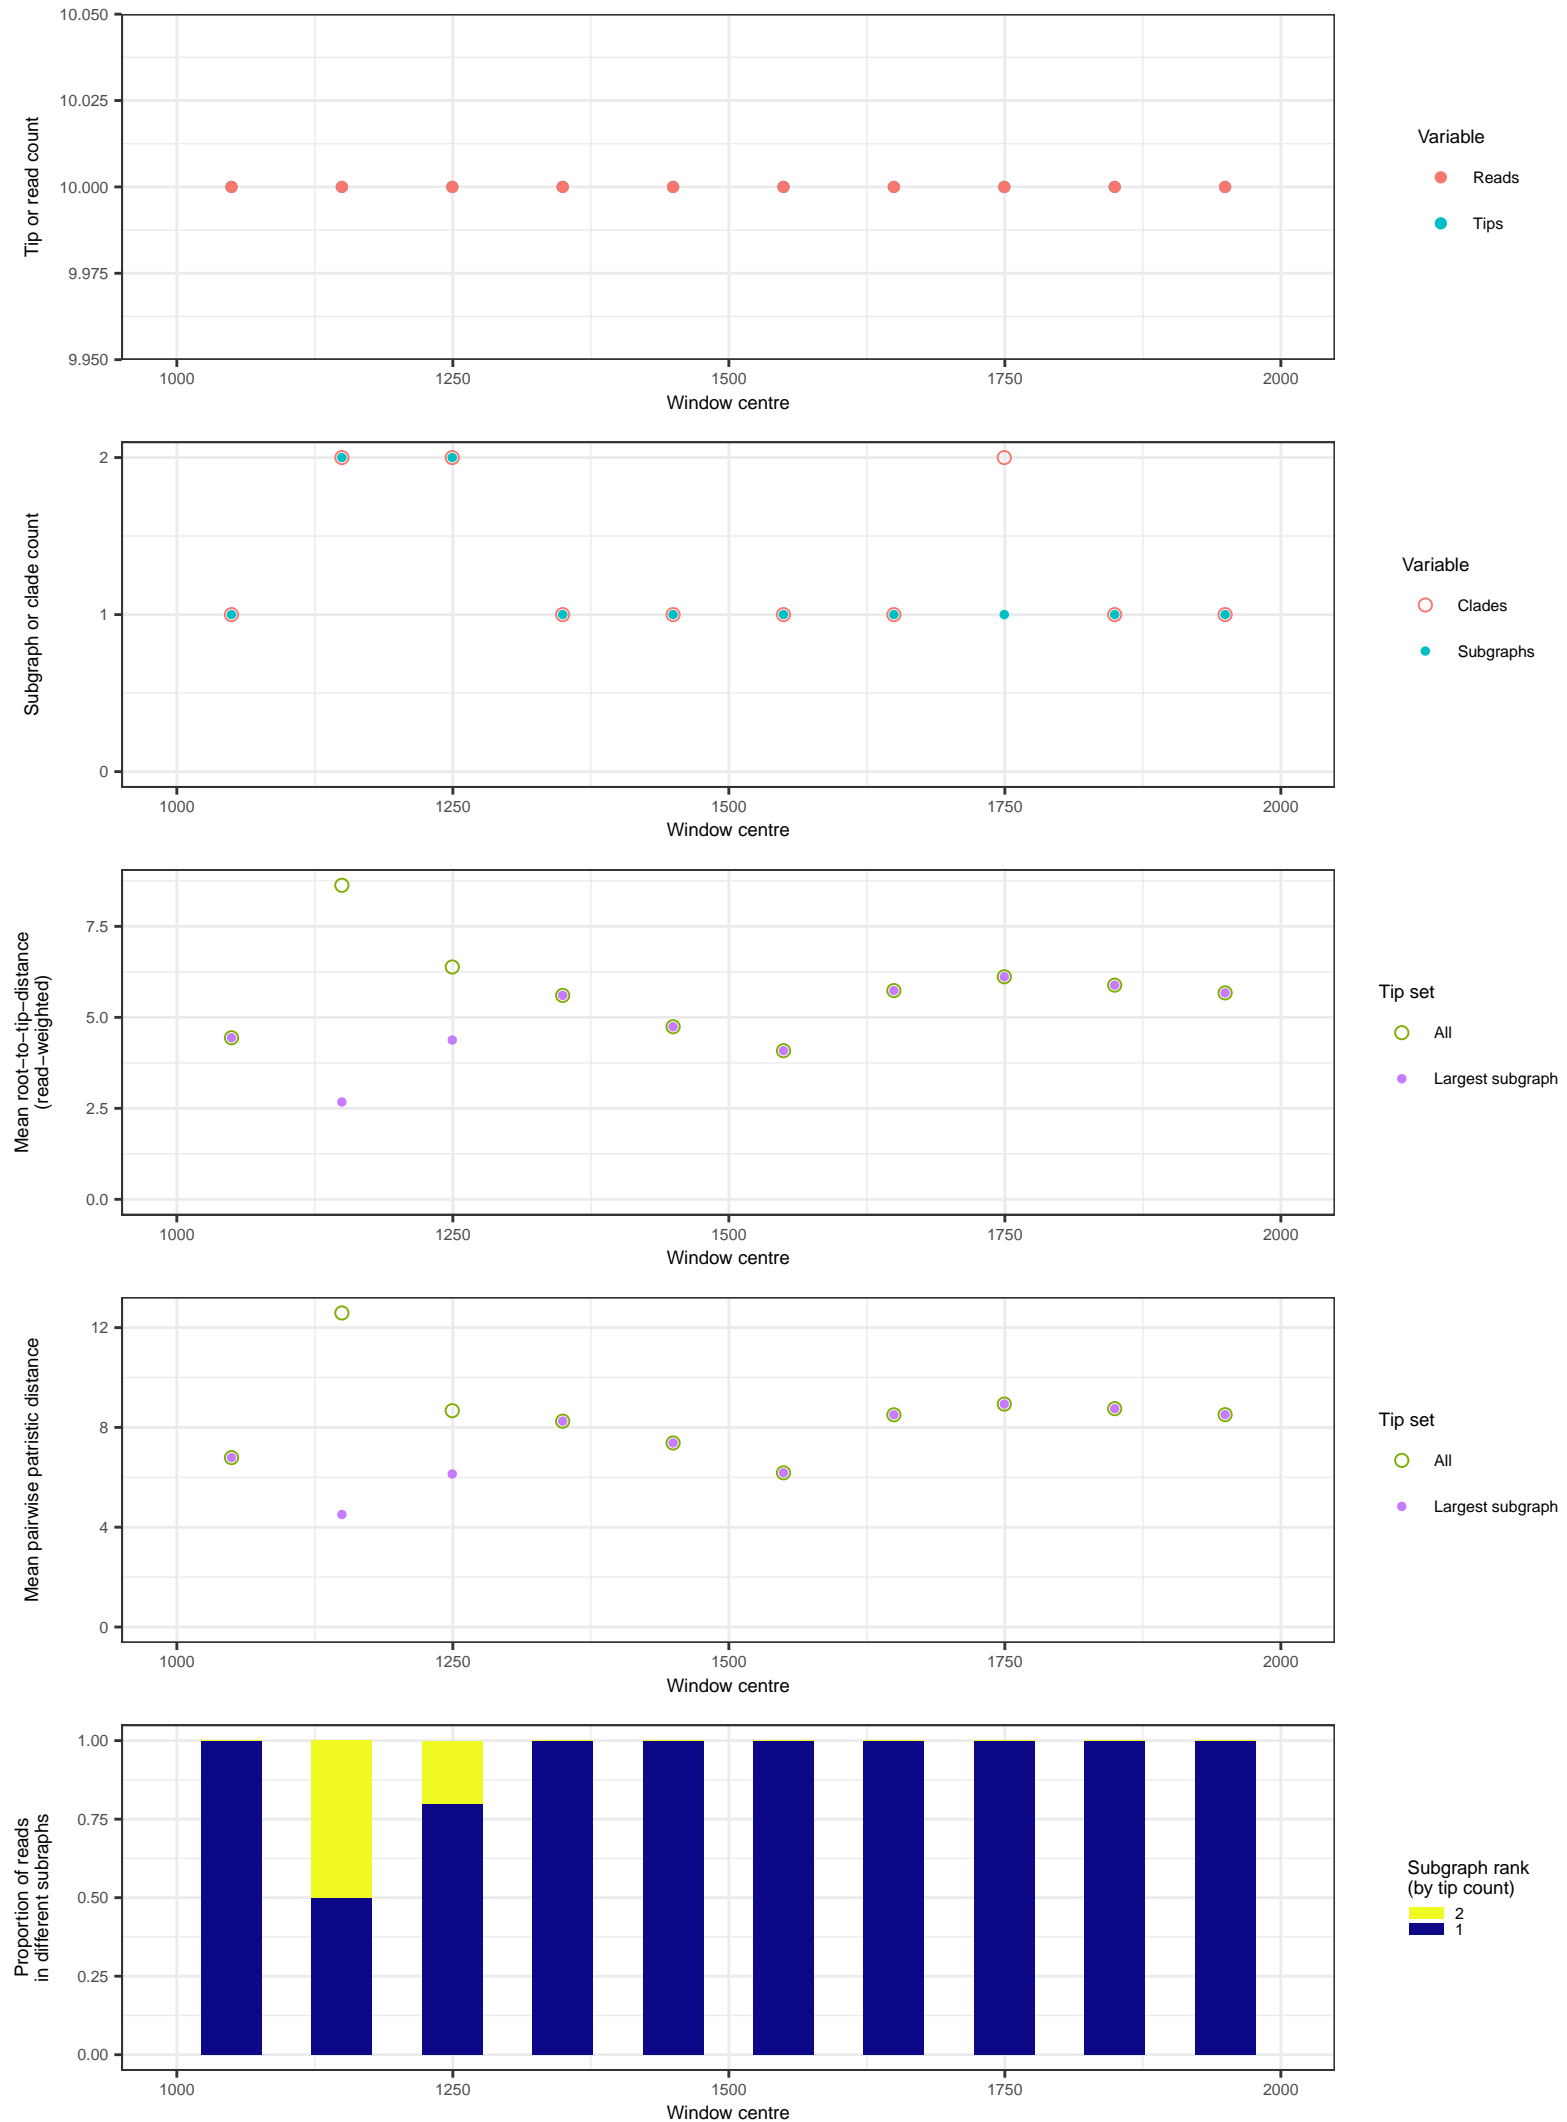 10.050
10.025
10.000
9.975
9.950
Tip or read count
1000 1250 1500 1750 2000
Window centre
Variable
Reads
Tips
2
1
0
Subgraph or clade count
1000 1250 1500 1750 2000
Window centre
Variable
Clades
Subgraphs
7.5
5.0
2.5
0.0
Mean root−to−tip−distance
(read−weighted)
1000 1250 1500 1750 2000
Window centre
Tip set
All
Largest subgraph
12
8
4
0
Mean pairwise patristic distance
1000 1250 1500 1750 2000
Window centre
Tip set
All
Largest subgraph
1.00
0.75
0.50
0.25
0.00
Proportion of reads
in different subraphs
1000 1250 1500 1750 2000
Window centre
Subgraph rank
(by tip count)
2
1